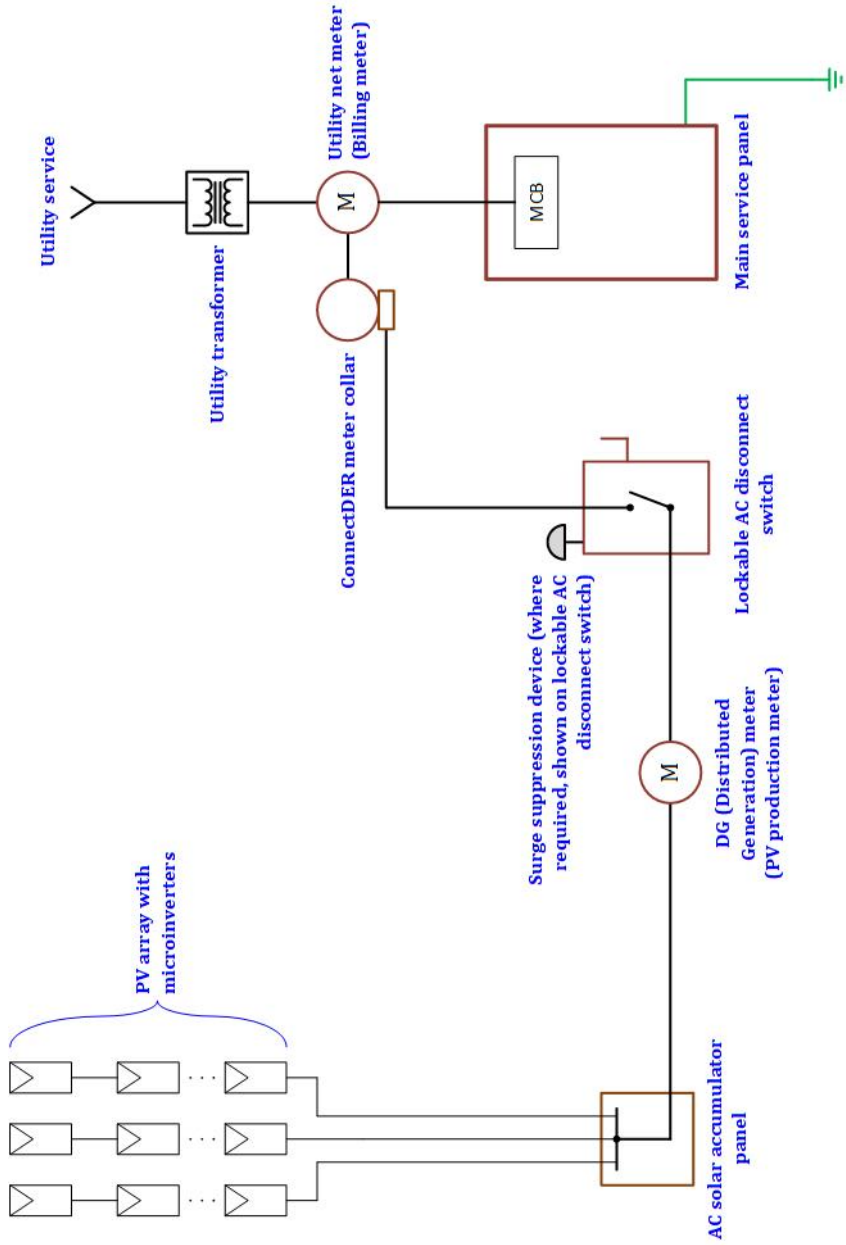 PV array with
microinverters
Utility service
Utility transformer
Utility net meter
(Billing meter)
M
ConnectDER meter collar
MCB
Main service panel
Surge suppression device (where
required, shown on lockable AC
disconnect switch)
Lockable AC disconnect
switch
M
DG (Distributed
Generation) meter
(PV production meter)
AC solar accumulator
panel